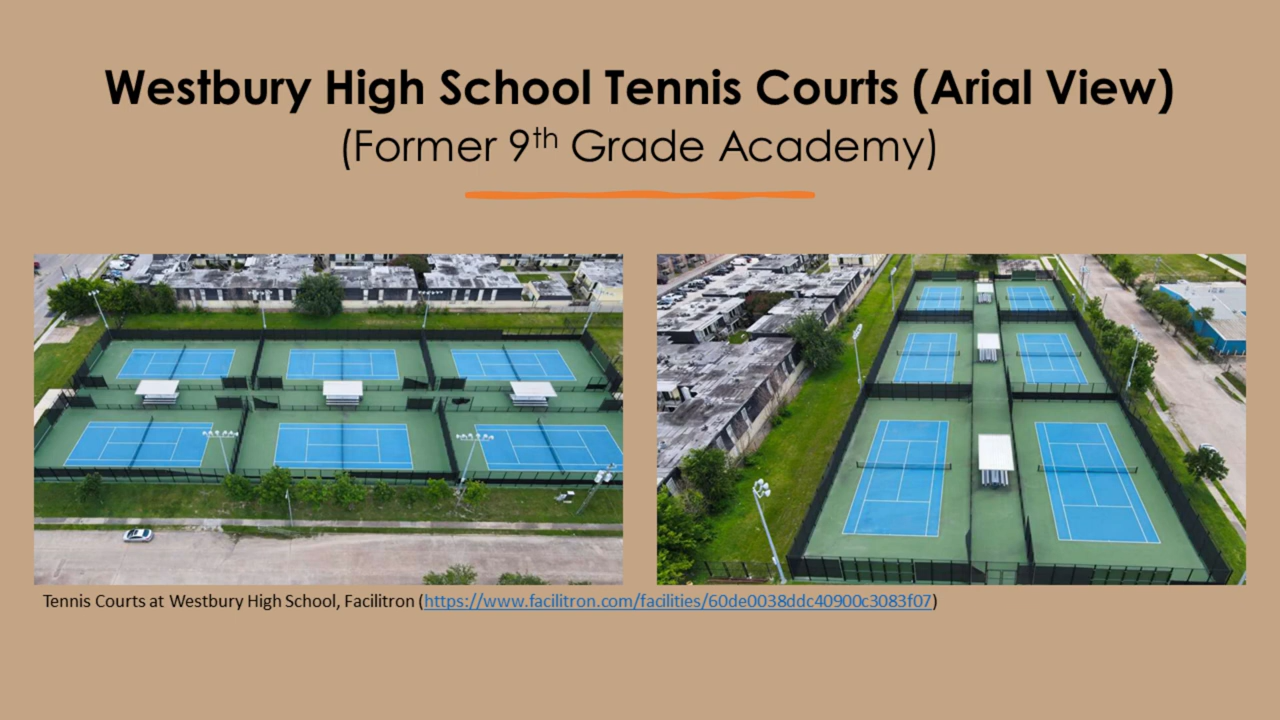 Westbury High School Tennis Courts (Arial View)
(Former 9th Grade Academy)
Tennis Courts at Westbury High School, Facilitron (https://www.facilitron.com/facilities/60de0038ddc40900c3083f07)